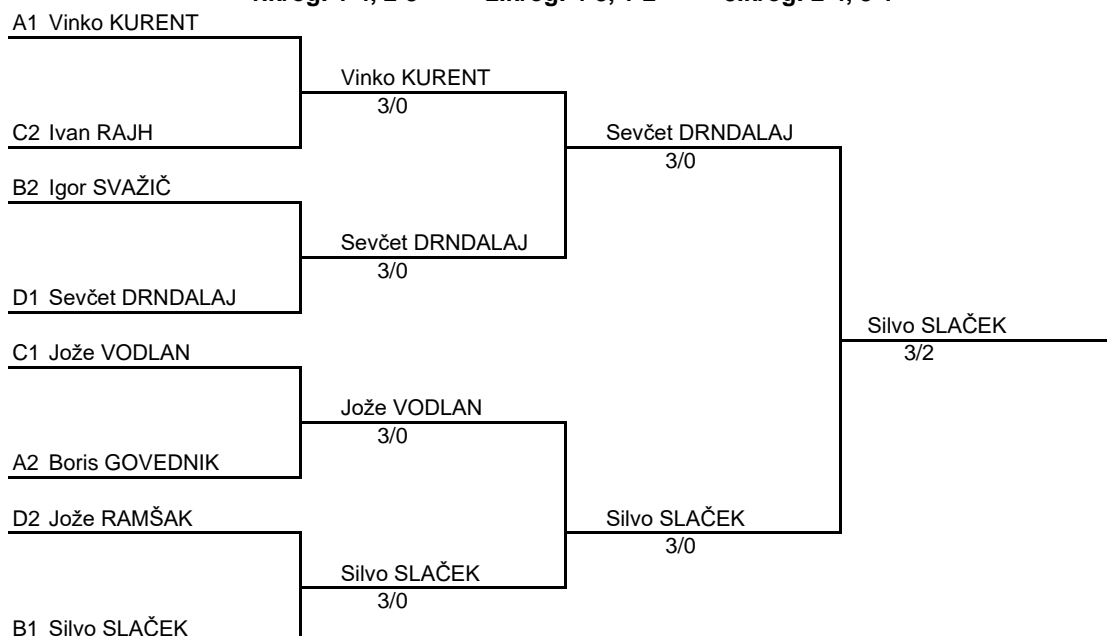 A1 Vinko KURENT
Vinko KURENT
3/0
C2 Ivan RAJH
Sevčet DRNDALAJ
3/0
B2 Igor SVAŽIČ
Sevčet DRNDALAJ
3/0
D1 Sevčet DRNDALAJ
Silvo SLAČEK
3/2
C1 Jože VODLAN
Jože VODLAN
3/0
A2 Boris GOVEDNIK
D2 Jože RAMŠAK
Silvo SLAČEK
3/0
Silvo SLAČEK
3/0
B1 Silvo SLAČEK